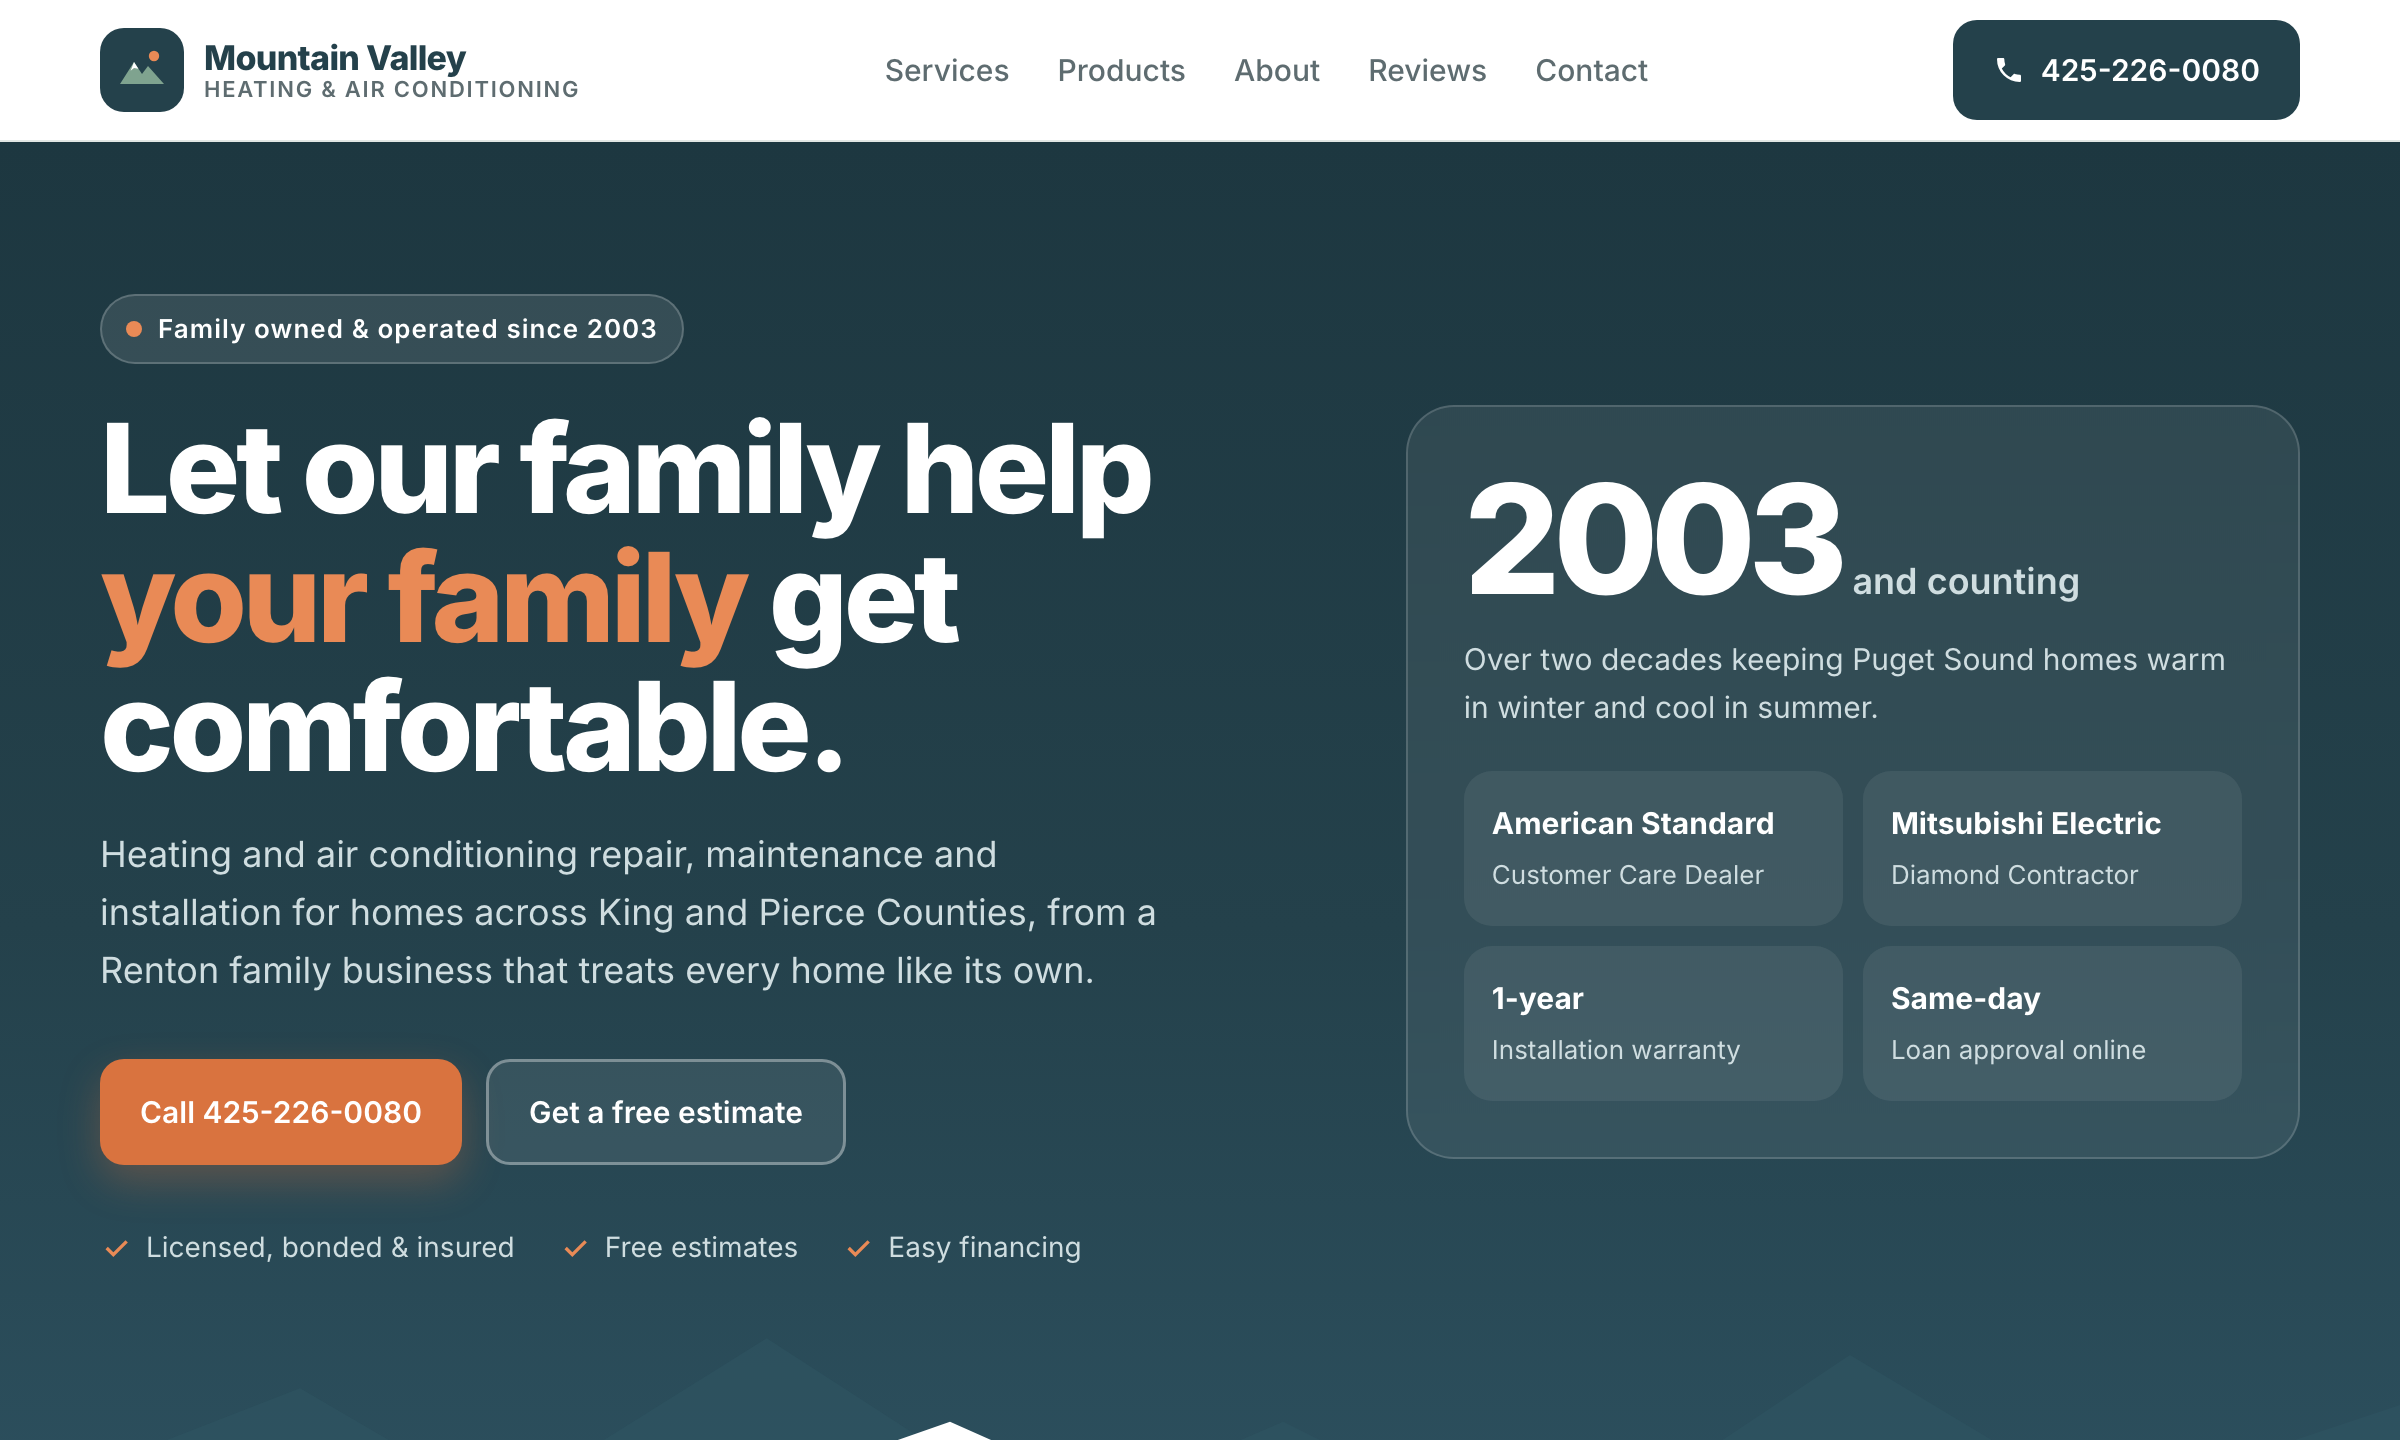 Mountain Valley
HEATING & AIR CONDITIONING
Services
Products
About
Reviews
Contact
425-226-0080
Family owned & operated since 2003
Let our family help
your family get
comfortable.
Heating and air conditioning repair, maintenance and
installation for homes across King and Pierce Counties, from a
Renton family business that treats every home like its own.
Call 425-226-0080
Get a free estimate
Licensed, bonded & insured
Free estimates
Easy financing
2003 and counting
Over two decades keeping Puget Sound homes warm
in winter and cool in summer.
American Standard
Customer Care Dealer
Mitsubishi Electric
Diamond Contractor
1-year
Installation warranty
Same-day
Loan approval online